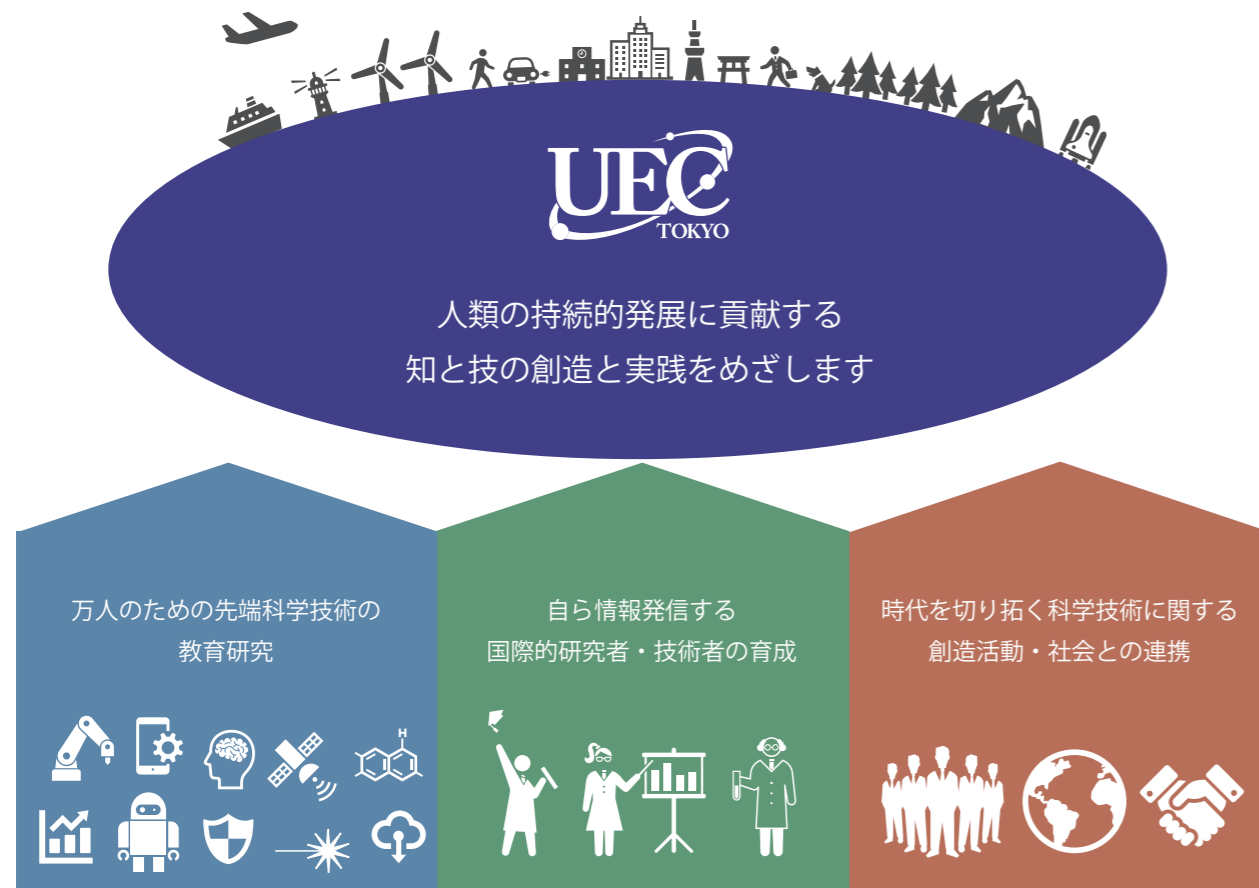 UEC
TOKYO
人類の持続的発展に貢献する
知と技の創造と実践をめざします
万人のための先端科学技術の
教育研究
自ら情報発信する
国際的研究者・技術者の育成
時代を切り拓く科学技術に関する
創造活動・社会との連携
H